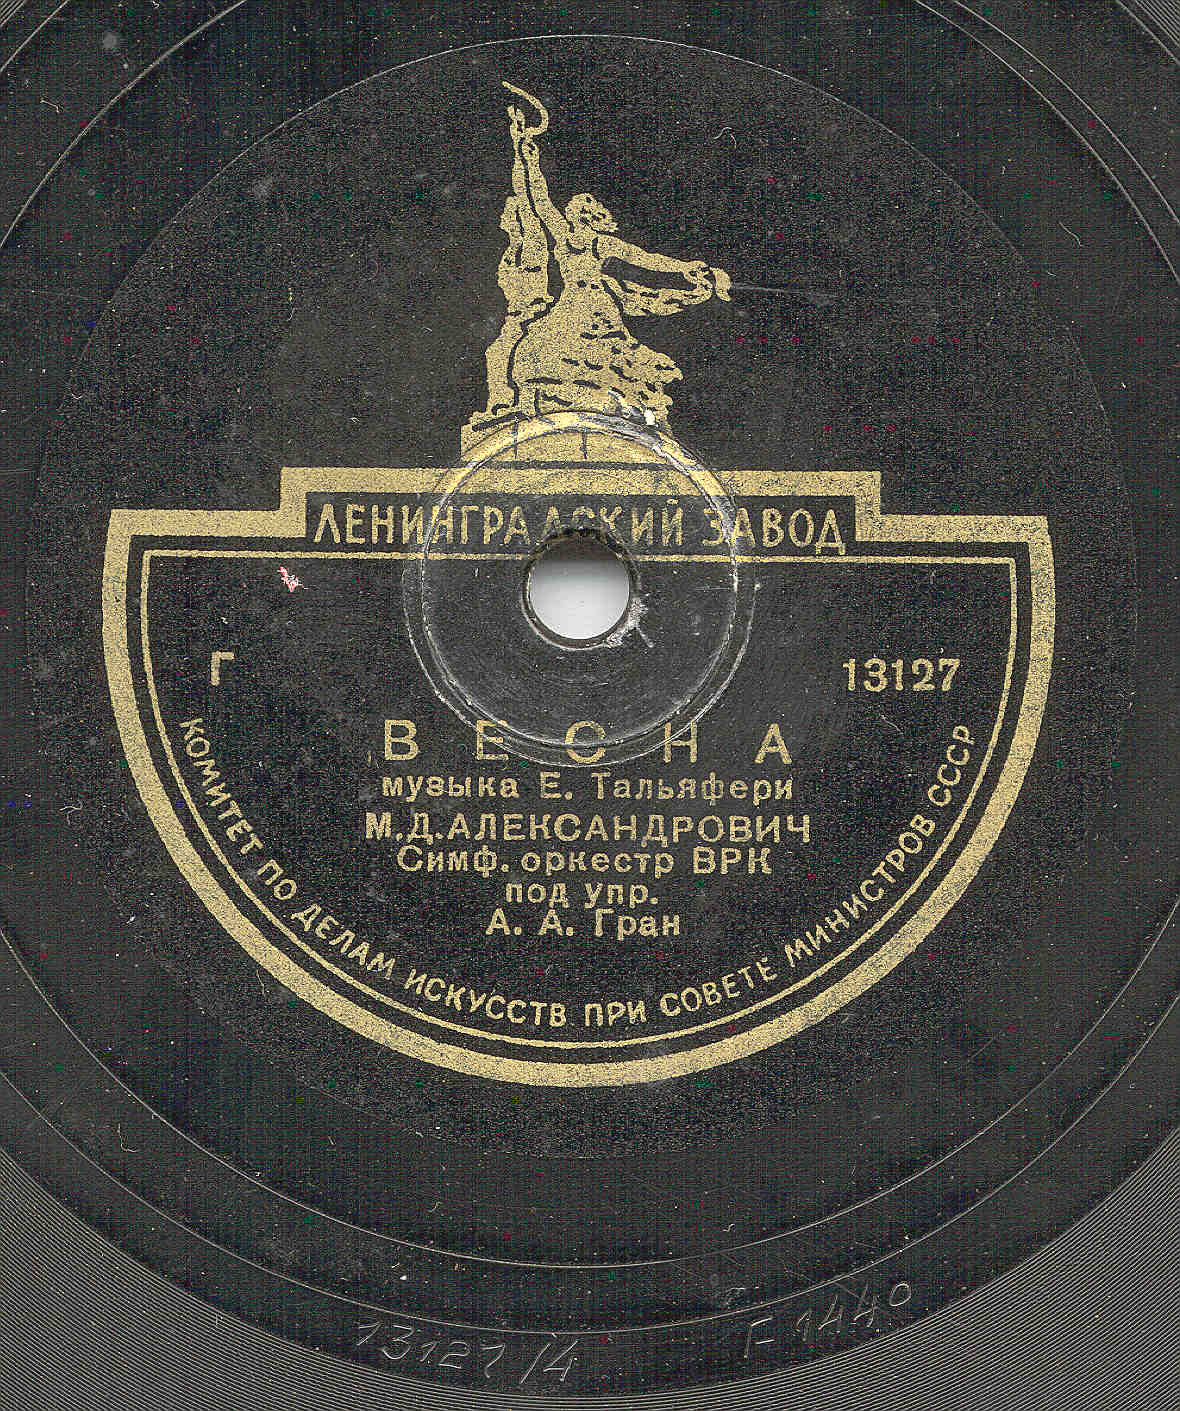 ЛЕНИНГРАДСКИЙ ЗАВОД
Г
13127
ВЕСНА
музыка Е. Тальяфери
М.Д.АЛЕКСАНДРОВИЧ
Симф. оркестр ВРК
под упр.
А. А. Гран
КОМИТЕТ ПО ДЕЛАМ ИСКУССТВ ПРИ СОВЕТЕ МИНИСТРОВ СССР
13127/4
Г 1440